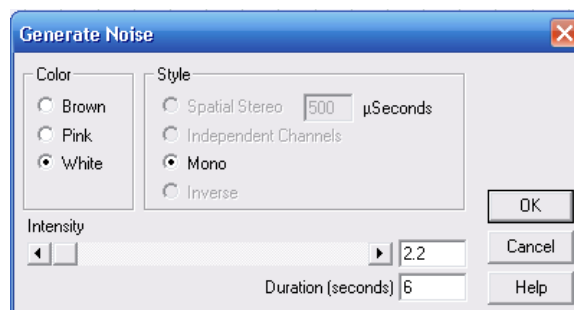 Generate Noise
Color
Brown
Pink
White
Style
Spatial Stereo 500 µSeconds
Independent Channels
Mono
Inverse
Intensity
2.2
Duration (seconds) 6
OK
Cancel
Help